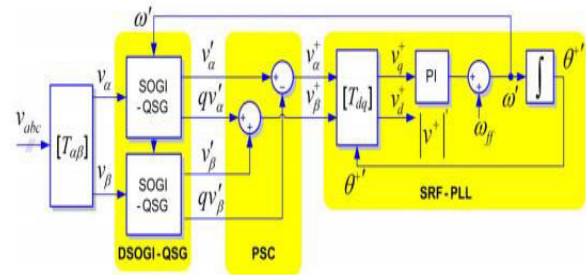 ω'
θ+'
vα
SOGI
-QSG
v'α
v+α
v+q
PI
ω'
∫
vabc
[Tαβ]
qv'α
v+β
[Tdq]
v+d
ωff
|v+|'
v'β
vβ
SOGI
-QSG
qv'β
θ+'
SRF-PLL
DSOGI-QSG
PSC